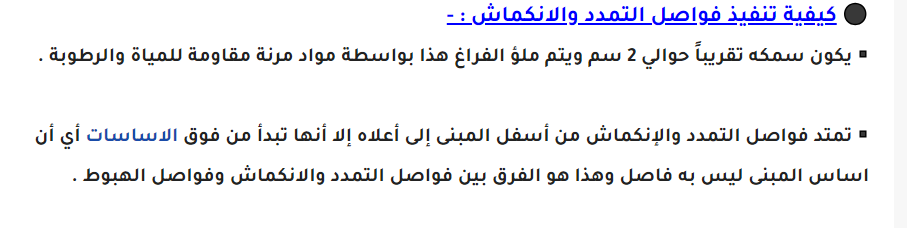 ⚫ كيفية تنفيذ فواصل التمدد والانكماش : -
▪ يكون سمكه تقريباً حوالي 2 سم ويتم ملؤ الفراغ هذا بواسطة مواد مرنة مقاومة للمياة والرطوبة .
▪ تمتد فواصل التمدد والإنكماش من أسفل المبنى إلى أعلاه إلا أنها تبدأ من فوق الاساسات أي أن
اساس المبنى ليس به فاصل وهذا هو الفرق بين فواصل التمدد والانكماش وفواصل الهبوط .